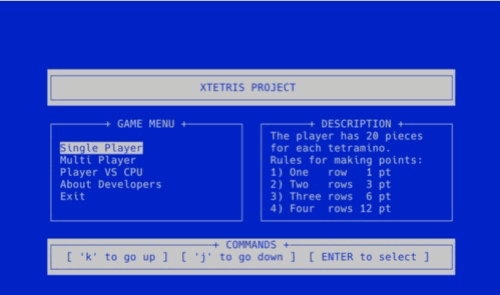 XTETRIS PROJECT
+ GAME MENU +
Single Player
Multi Player
Player VS CPU
About Developers
Exit
+ DESCRIPTION +
The player has 20 pieces
for each tetramino.
Rules for making points:
1) One row 1 pt
2) Two rows 3 pt
3) Three rows 6 pt
4) Four rows 12 pt
+ COMMANDS +
[ 'k' to go up ] [ 'j' to go down ] [ ENTER to select ]